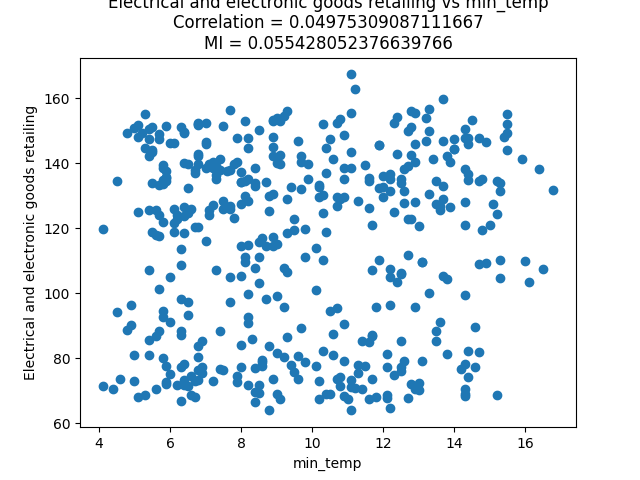 Electrical and electronic goods retailing vs min_temp
Correlation = 0.04975309087111667
MI = 0.055428052376639766
Electrical and electronic goods retailing
160
140
120
100
80
60
4 6 8 10 12 14 16
min_temp